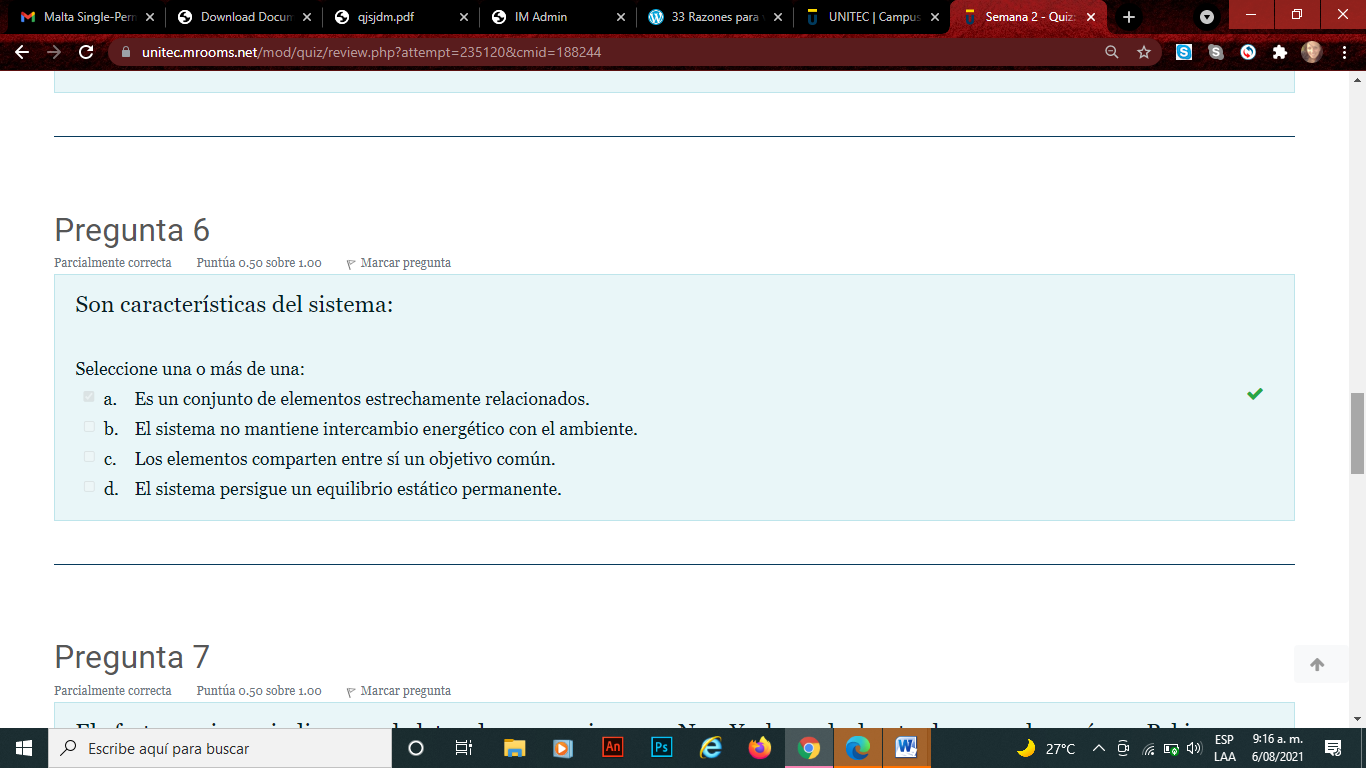 Malta Single-Perm
Download Docum
qjsjdm.pdf
IM Admin
33 Razones para
UNITEC | Campus
Semana 2 - Quiz
unitec.mrooms.net/mod/quiz/review.php?attempt=235120&cmid=188244
Pregunta 6
Parcialmente correcta Puntúa 0.50 sobre 1.00 Marcar pregunta
Son características del sistema:
Seleccione una o más de una:
a. Es un conjunto de elementos estrechamente relacionados.
b. El sistema no mantiene intercambio energético con el ambiente.
c. Los elementos comparten entre sí un objetivo común.
d. El sistema persigue un equilibrio estático permanente.
Pregunta 7
Parcialmente correcta Puntúa 0.50 sobre 1.00 Marcar pregunta
Escribe aquí para buscar
An
Ps
27°C
ESP
LAA
9:16 a. m.
6/08/2021